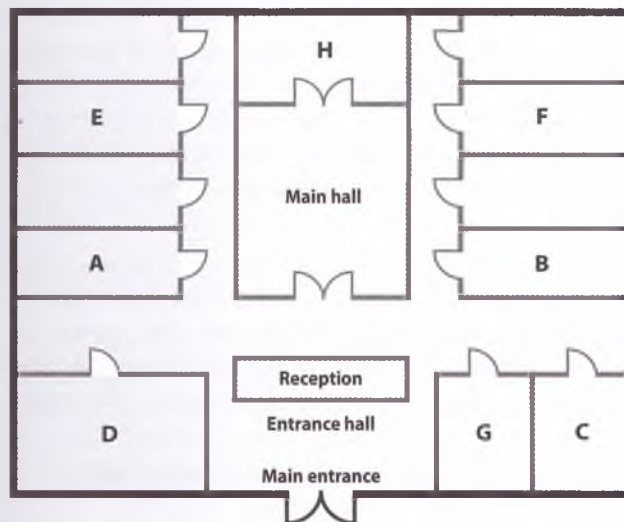 H
E F
Main hall
A B
Reception
D Entrance hall G C
Main entrance